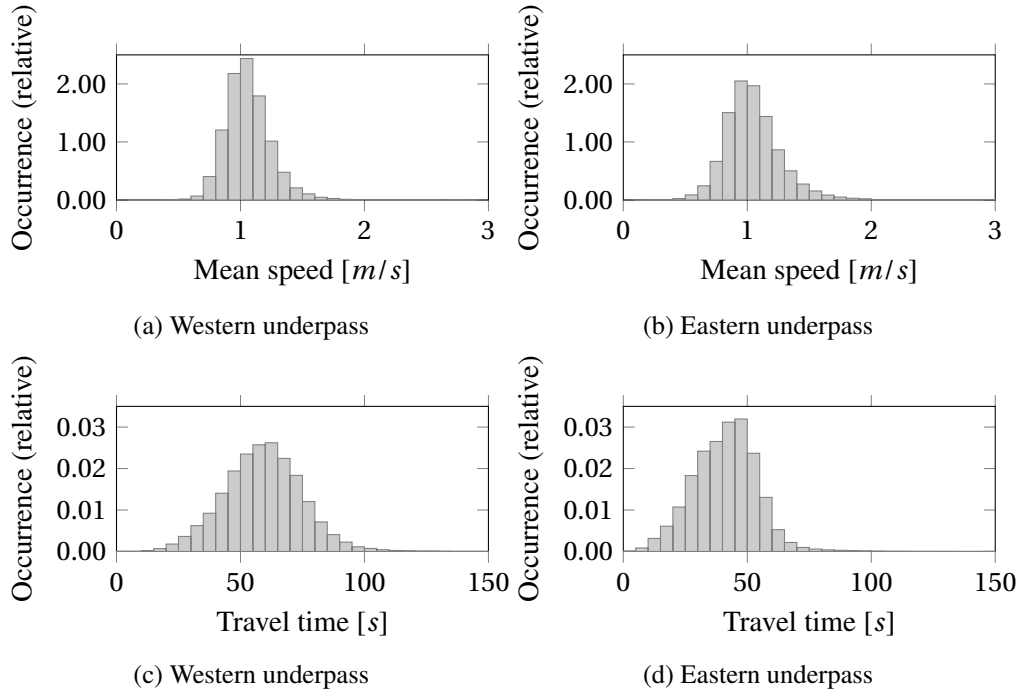 Occurrence (relative)
2.00
1.00
0.00
0 1 2 3
Mean speed [m/s]
(a) Western underpass
Occurrence (relative)
2.00
1.00
0.00
0 1 2 3
Mean speed [m/s]
(b) Eastern underpass
Occurrence (relative)
0.03
0.02
0.01
0.00
0 50 100 150
Travel time [s]
(c) Western underpass
Occurrence (relative)
0.03
0.02
0.01
0.00
0 50 100 150
Travel time [s]
(d) Eastern underpass